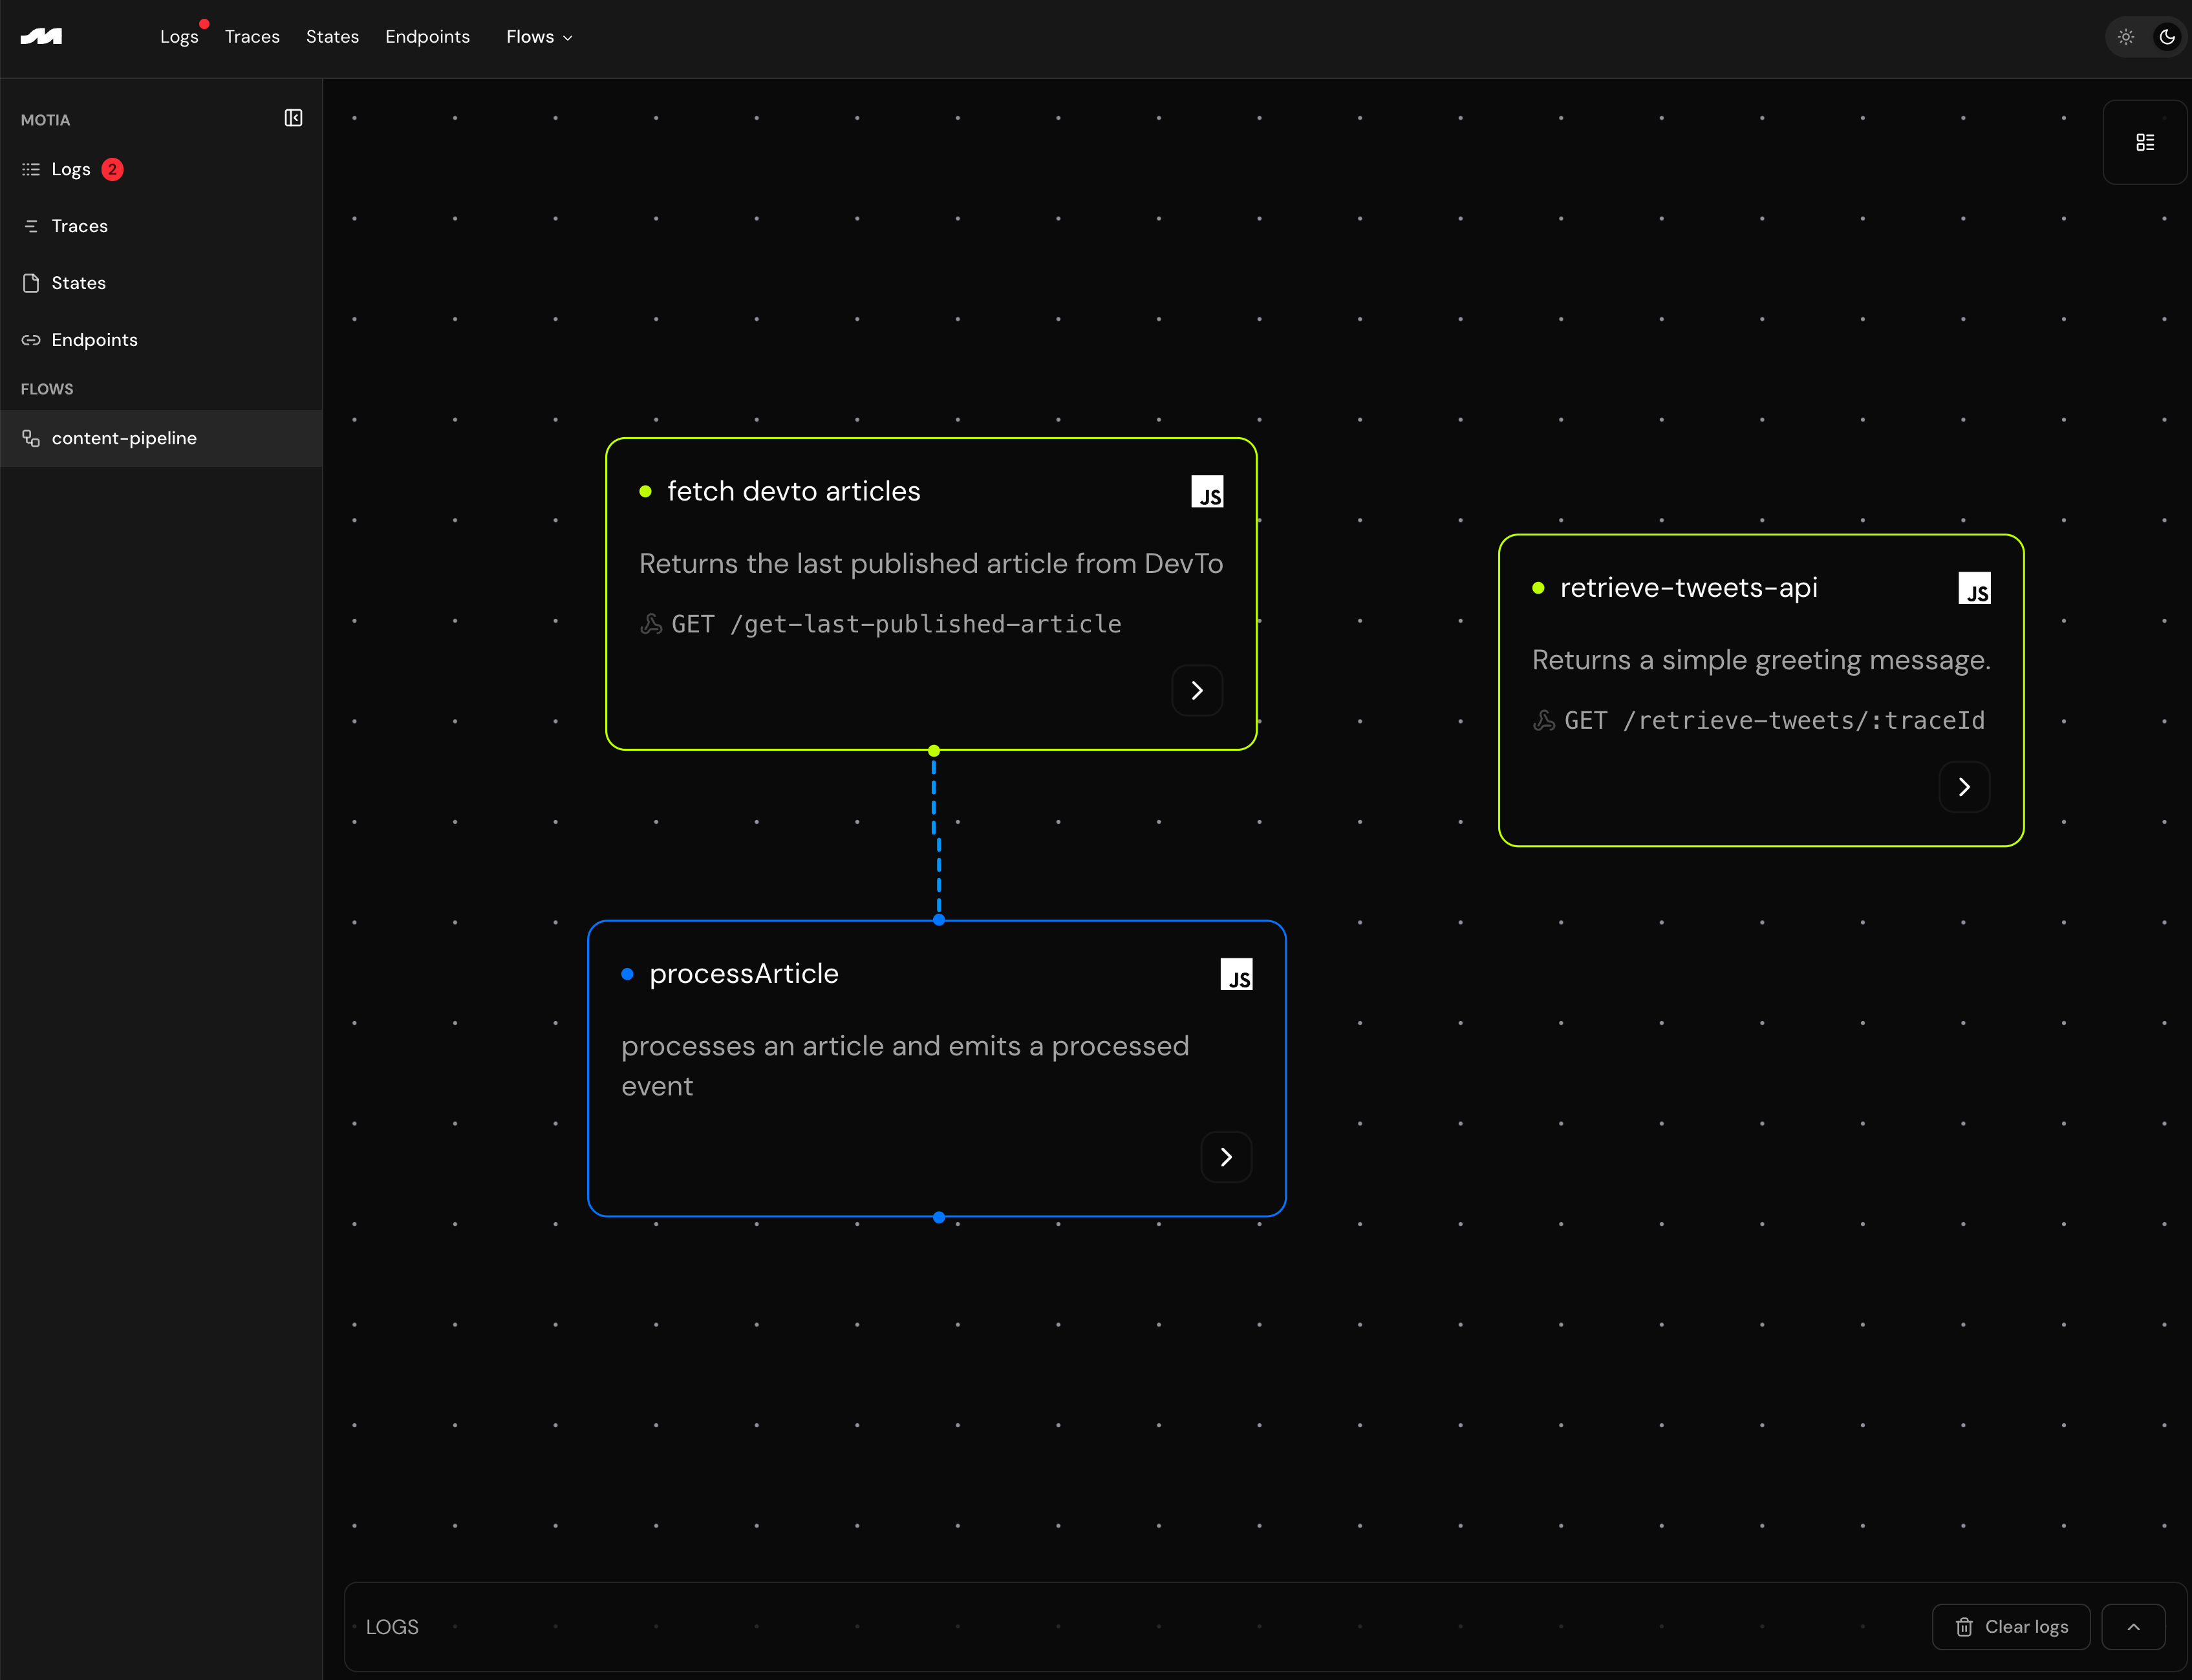 Logs Traces States Endpoints Flows
MOTIA
Logs 2
Traces
States
Endpoints
FLOWS
content-pipeline
fetch devto articles JS
Returns the last published article from DevTo
GET /get-last-published-article
retrieve-tweets-api JS
Returns a simple greeting message.
GET /retrieve-tweets/:traceId
processArticle JS
processes an article and emits a processed
event
LOGS Clear logs